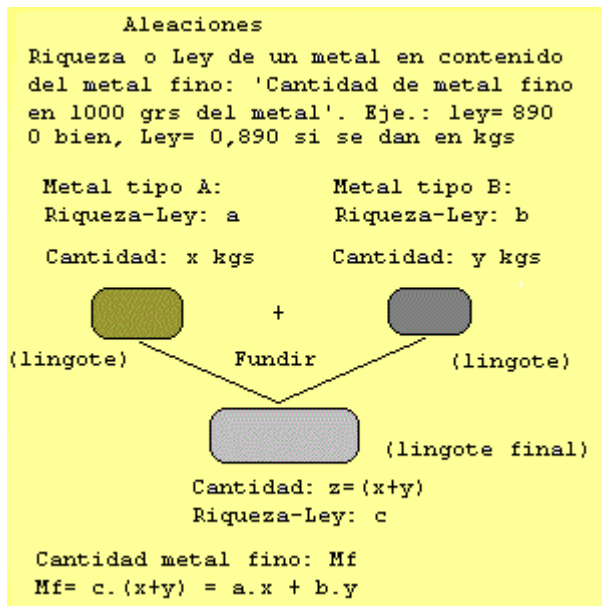 Aleaciones
Riqueza o Ley de un metal en contenido
del metal fino: 'Cantidad de metal fino
en 1000 grs del metal'. Eje.: ley= 890
O bien, Ley= 0,890 si se dan en kgs
Metal tipo A: Metal tipo B:
Riqueza-Ley: a Riqueza-Ley: b
Cantidad: x kgs Cantidad: y kgs
+
(lingote) Fundir (lingote)
(lingote final)
Cantidad: z=(x+y)
Riqueza-Ley: c
Cantidad metal fino: Mf
Mf= c.(x+y) = a.x + b.y